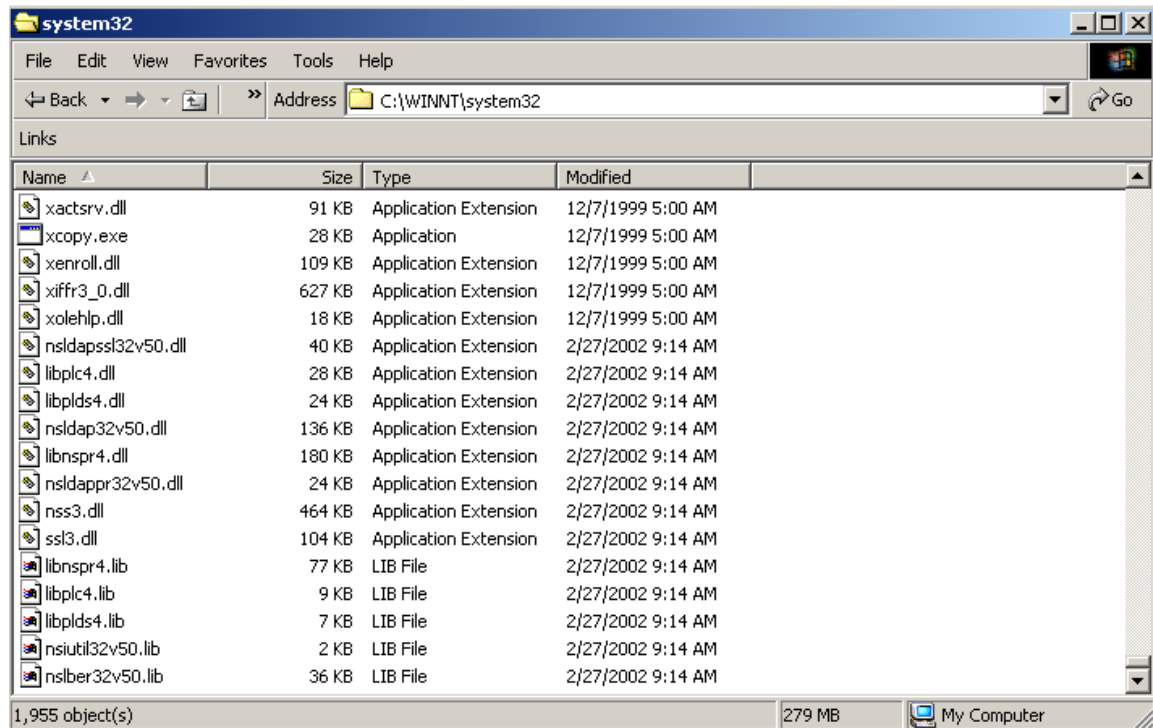 system32
File Edit View Favorites Tools Help
Back » Address C:\WINNT\system32 Go
Links
Name Size Type Modified
xactsrv.dll 91 KB Application Extension 12/7/1999 5:00 AM
xcopy.exe 28 KB Application 12/7/1999 5:00 AM
xenroll.dll 109 KB Application Extension 12/7/1999 5:00 AM
xiffr3_0.dll 627 KB Application Extension 12/7/1999 5:00 AM
xolehlp.dll 18 KB Application Extension 12/7/1999 5:00 AM
nsldapssl32v50.dll 40 KB Application Extension 2/27/2002 9:14 AM
libplc4.dll 28 KB Application Extension 2/27/2002 9:14 AM
libplds4.dll 24 KB Application Extension 2/27/2002 9:14 AM
nsldap32v50.dll 136 KB Application Extension 2/27/2002 9:14 AM
libnspr4.dll 180 KB Application Extension 2/27/2002 9:14 AM
nsldappr32v50.dll 24 KB Application Extension 2/27/2002 9:14 AM
nss3.dll 464 KB Application Extension 2/27/2002 9:14 AM
ssl3.dll 104 KB Application Extension 2/27/2002 9:14 AM
libnspr4.lib 77 KB LIB File 2/27/2002 9:14 AM
libplc4.lib 9 KB LIB File 2/27/2002 9:14 AM
libplds4.lib 7 KB LIB File 2/27/2002 9:14 AM
nsiutil32v50.lib 2 KB LIB File 2/27/2002 9:14 AM
nslber32v50.lib 36 KB LIB File 2/27/2002 9:14 AM
1,955 object(s) 279 MB My Computer